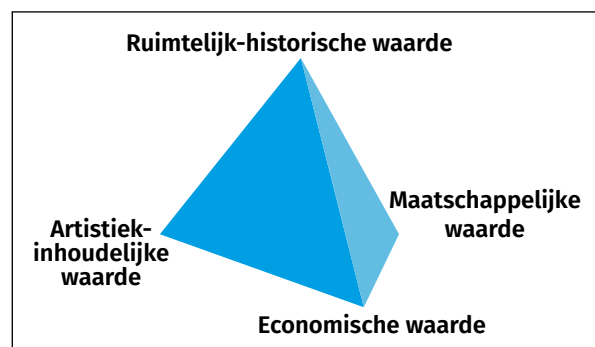 Ruimtelijk-historische waarde
Maatschappelijke
waarde
Artistiek-
inhoudelijke
waarde
Economische waarde